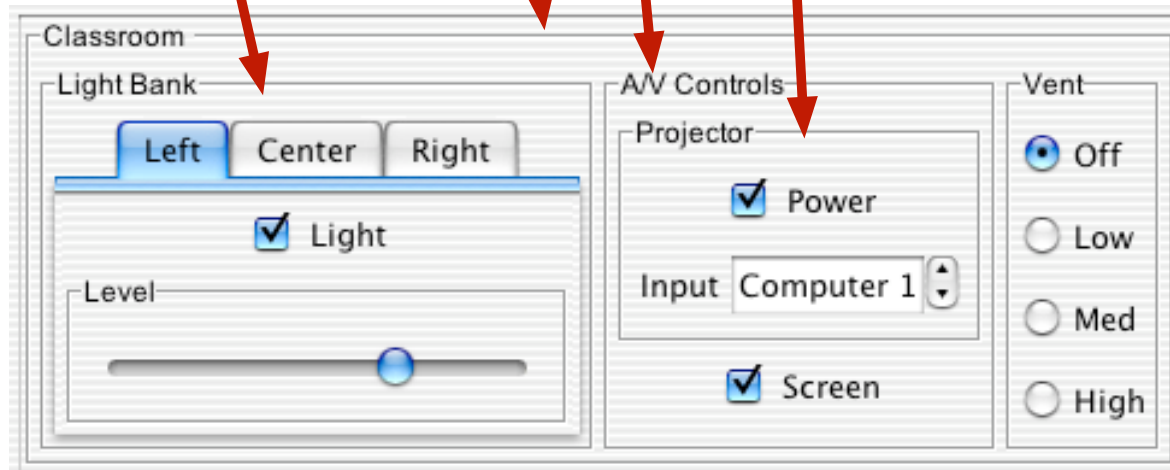 Classroom
Light Bank
Left Center Right
Light
Level
A/V Controls
Projector
Power
Input Computer 1
Screen
Vent
Off
Low
Med
High